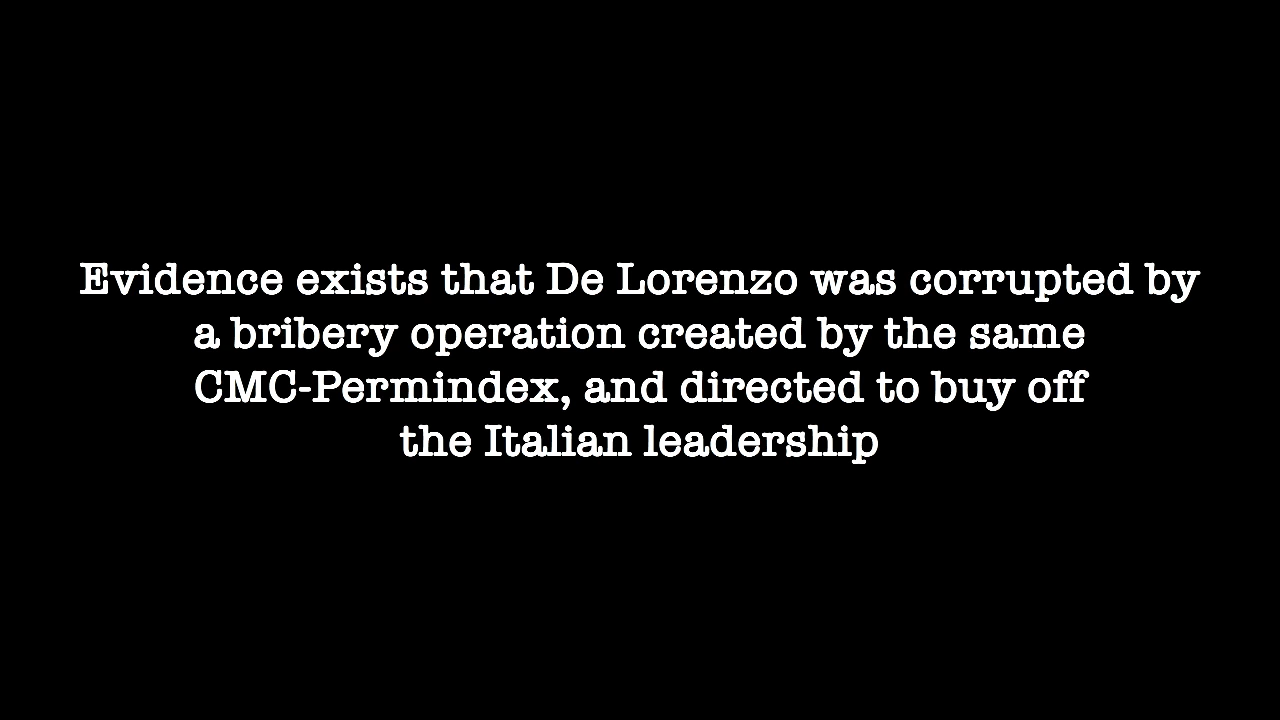 Evidence exists that De Lorenzo was corrupted by
a bribery operation created by the same
CMC-Permindex, and directed to buy off
the Italian leadership